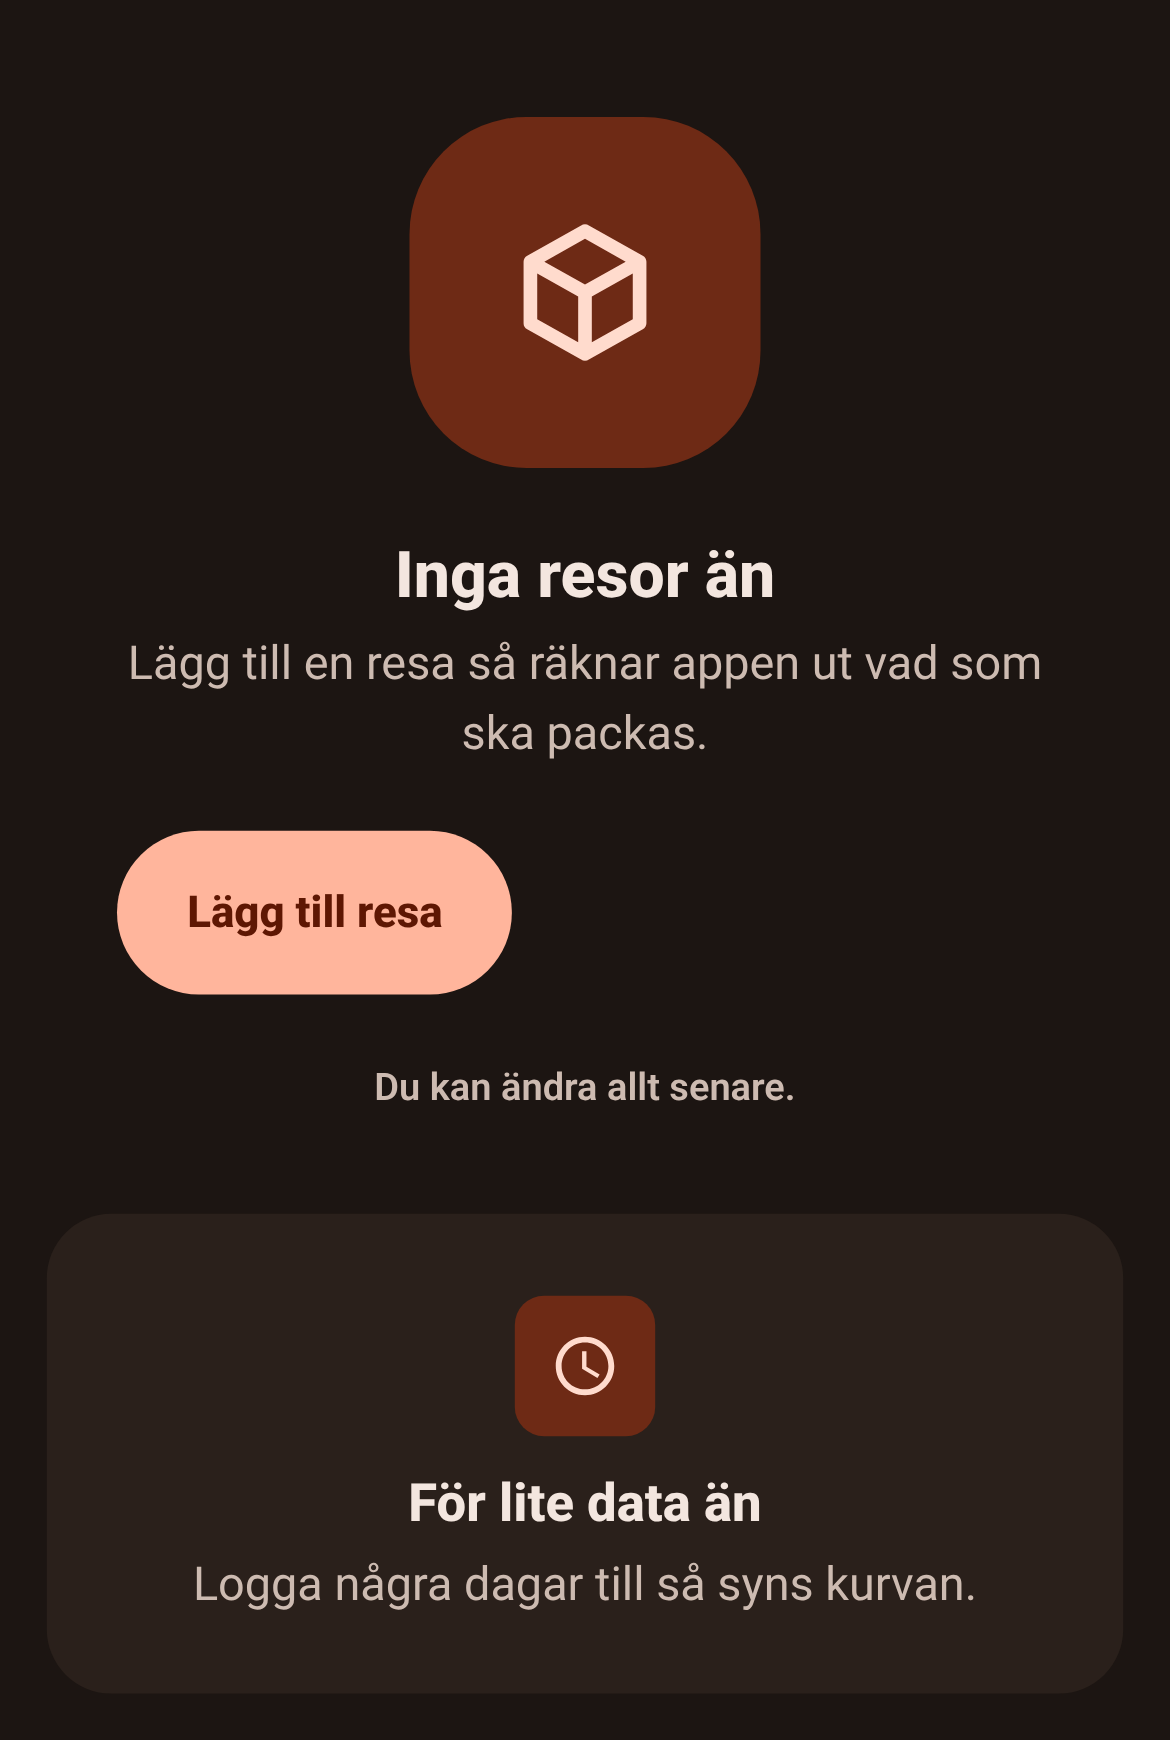 Inga resor än
Lägg till en resa så räknar appen ut vad som
ska packas.
Lägg till resa
Du kan ändra allt senare.
För lite data än
Logga några dagar till så syns kurvan.